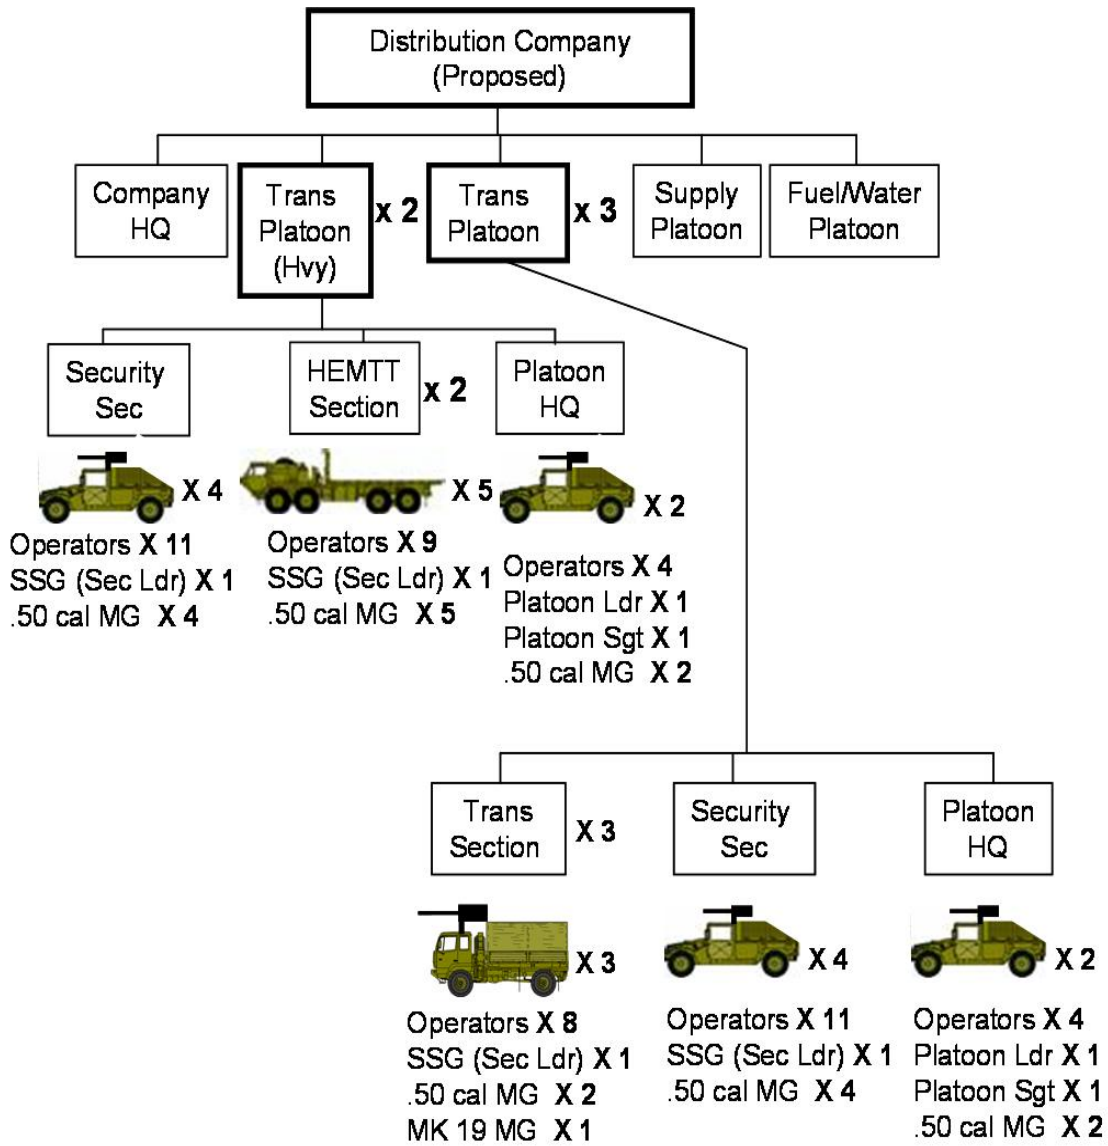 Distribution Company
(Proposed)
Company
HQ
Trans
Platoon
(Hvy)
x 2
Trans
Platoon
x 3
Supply
Platoon
Fuel/Water
Platoon
Security
Sec
HEMTT
Section
x 2
Platoon
HQ
X 4
X 5
X 2
Operators X 11
SSG (Sec Ldr) X 1
.50 cal MG X 4
Operators X 9
SSG (Sec Ldr) X 1
.50 cal MG X 5
Operators X 4
Platoon Ldr X 1
Platoon Sgt X 1
.50 cal MG X 2
Trans
Section
X 3
Security
Sec
Platoon
HQ
X 3
X 4
X 2
Operators X 8
SSG (Sec Ldr) X 1
.50 cal MG X 2
MK 19 MG X 1
Operators X 11
SSG (Sec Ldr) X 1
.50 cal MG X 4
Operators X 4
Platoon Ldr X 1
Platoon Sgt X 1
.50 cal MG X 2